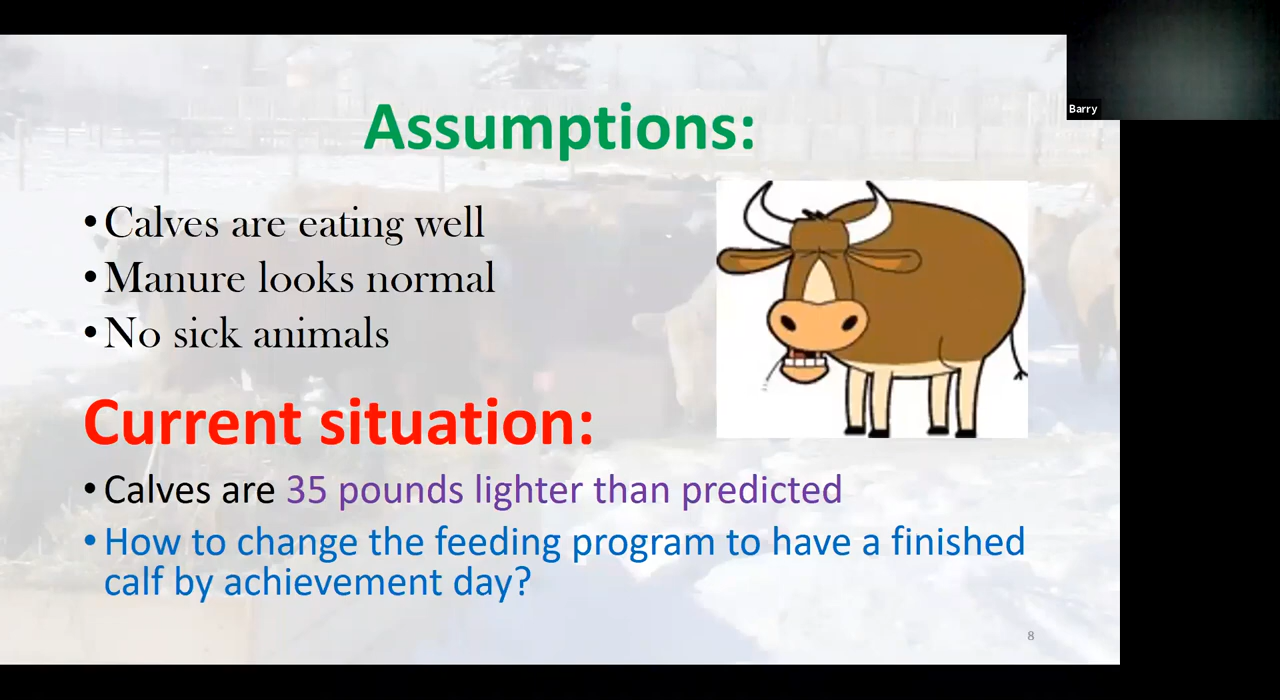 Barry
Assumptions:
•Calves are eating well
•Manure looks normal
•No sick animals
Current situation:
•Calves are 35 pounds lighter than predicted
•How to change the feeding program to have a finished
calf by achievement day?
8